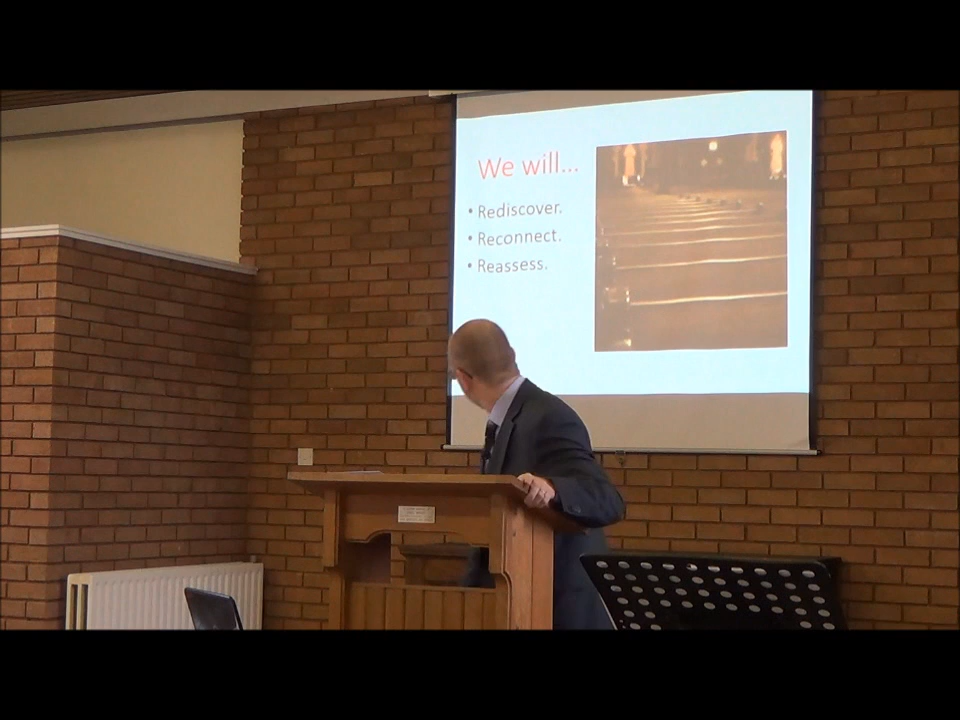 We will...
• Rediscover.
• Reconnect.
• Reassess.